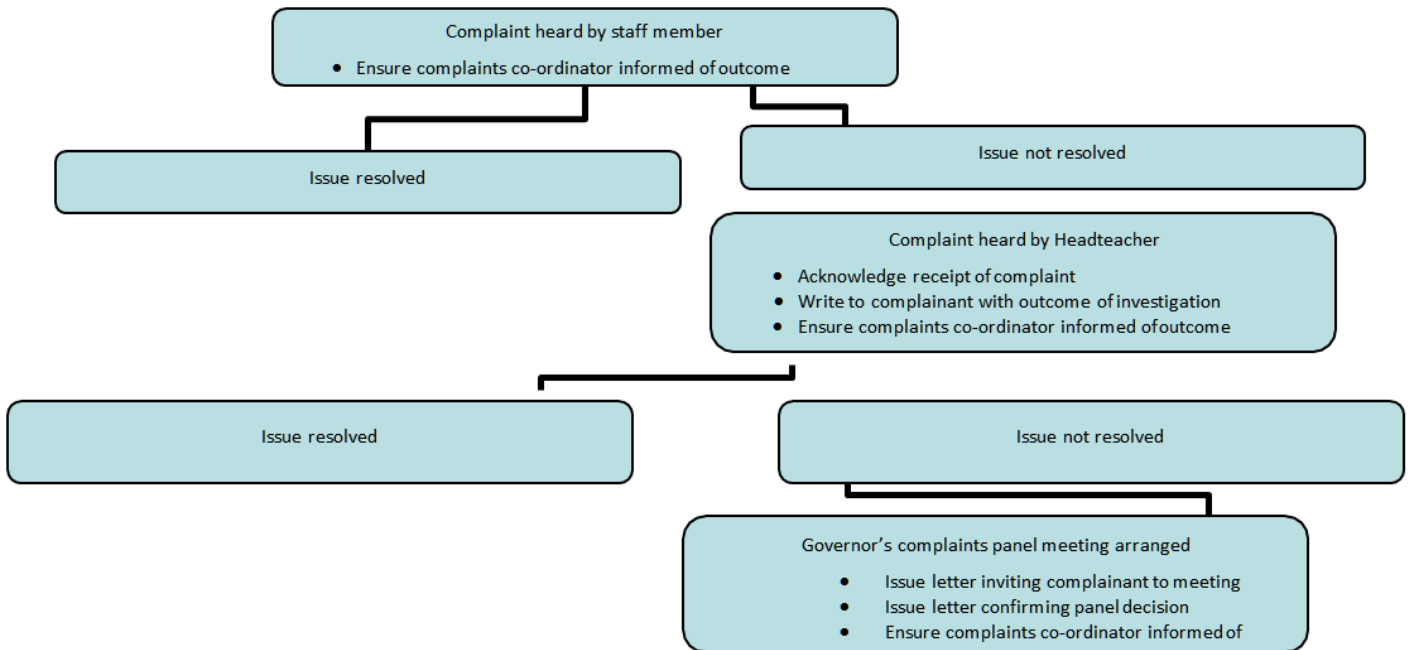 Complaint heard by staff member
• Ensure complaints co-ordinator informed of outcome
Issue resolved
Issue not resolved
Complaint heard by Headteacher
• Acknowledge receipt of complaint
• Write to complainant with outcome of investigation
• Ensure complaints co-ordinator informed of outcome
Issue resolved
Issue not resolved
Governor’s complaints panel meeting arranged
• Issue letter inviting complainant to meeting
• Issue letter confirming panel decision
• Ensure complaints co-ordinator informed of